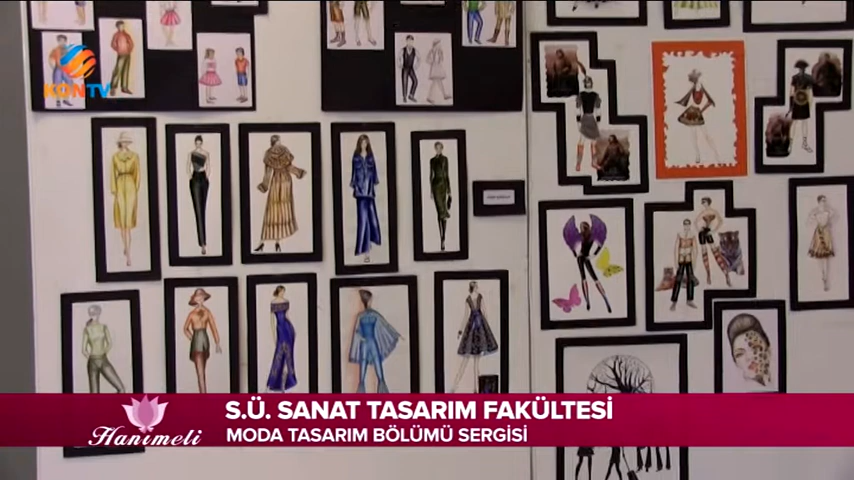 KONTV
S.Ü. SANAT TASARIM FAKÜLTESİ
Hanımeli
MODA TASARIM BÖLÜMÜ SERGİSİ